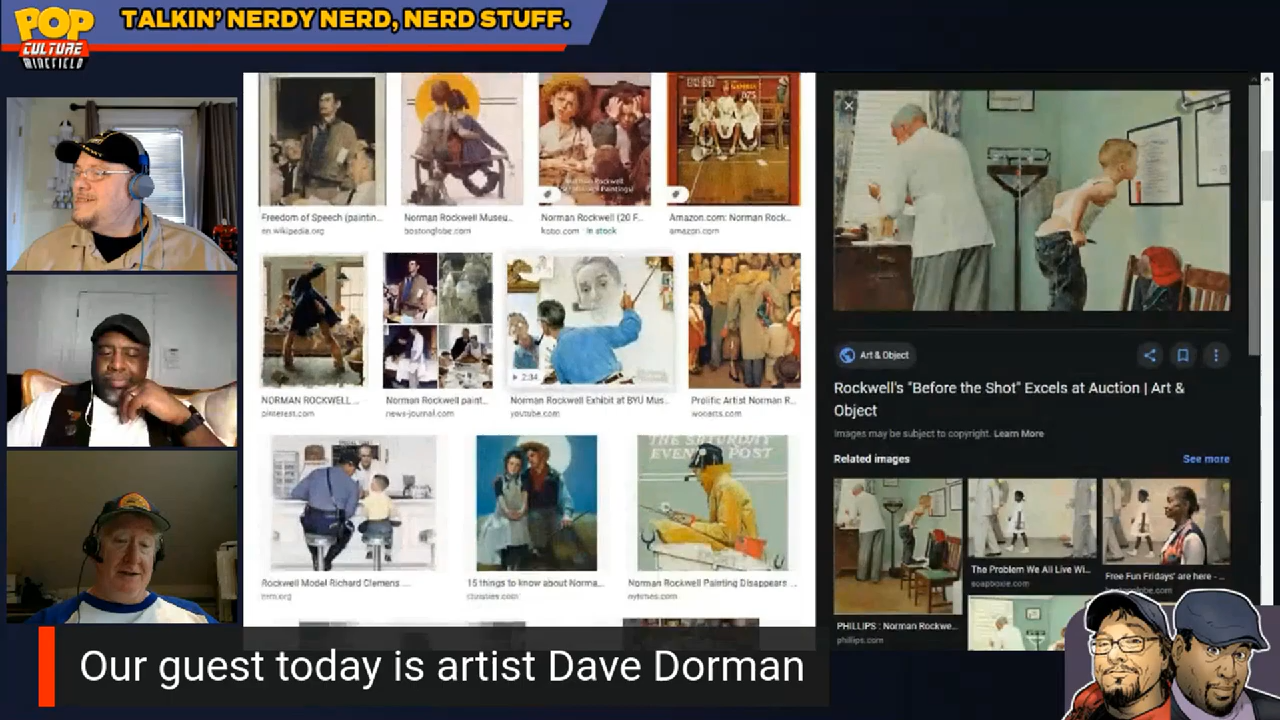 POP
CULTURE
MINEFIELD
TALKIN' NERDY NERD, NERD STUFF.
Freedom of Speech (paintin...
en.wikipedia.org
Norman Rockwell Museu...
bostonglobe.com
Norman Rockwell (20 F...
kobo.com In stock
Amazon.com: Norman Rock...
amazon.com
NORMAN ROCKWELL ...
pinterest.com
Norman Rockwell paint...
news-journal.com
2:34
Norman Rockwell Exhibit at BYU Mus...
youtube.com
Prolific Artist Norman R...
wooarts.com
Rockwell Model Richard Clemens ...
nrm.org
15 things to know about Norma...
christies.com
THE SATURDAY
EVENING POST
Norman Rockwell Painting Disappears ...
nytimes.com
Art & Object
Rockwell's "Before the Shot" Excels at Auction | Art &
Object
Images may be subject to copyright. Learn More
Related images
See more
PHILLIPS : Norman Rockwe...
phillips.com
The Problem We All Live Wi...
soapboxie.com
Free Fun Fridays' are here - ...
Our guest today is artist Dave Dorman